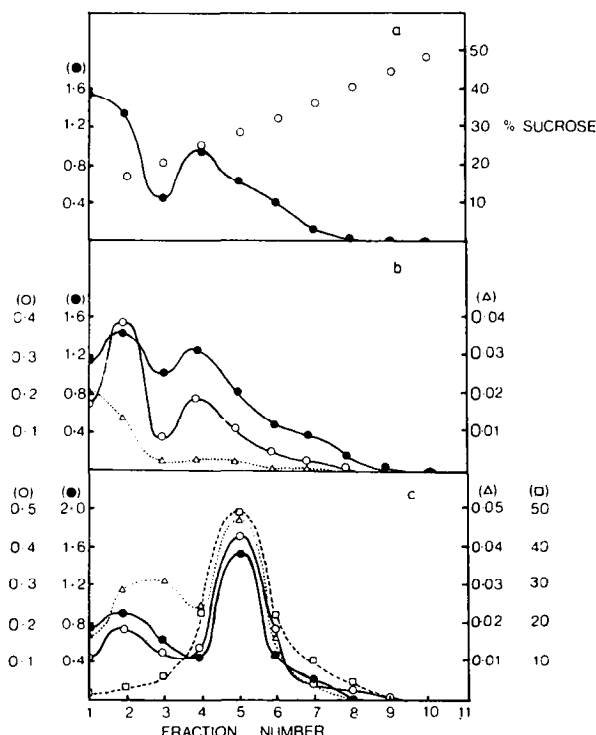 a
(●)
50
1·6
40
1·2
30
% SUCROSE
0·8
20
0·4
10
b
(○) (●) (△)
0·4 1·6 0·04
0·3 1·2 0·03
0·2 0·8 0·02
0·1 0·4 0·01
c
(○) (●) (△) (□)
0·5 2·0 0·05 50
0·4 1·6 0·04 40
0·3 1·2 0·03 30
0·2 0·8 0·02 20
0·1 0·4 0·01 10
1 2 3 4 5 6 7 8 9 10 11
FRACTION NUMBER